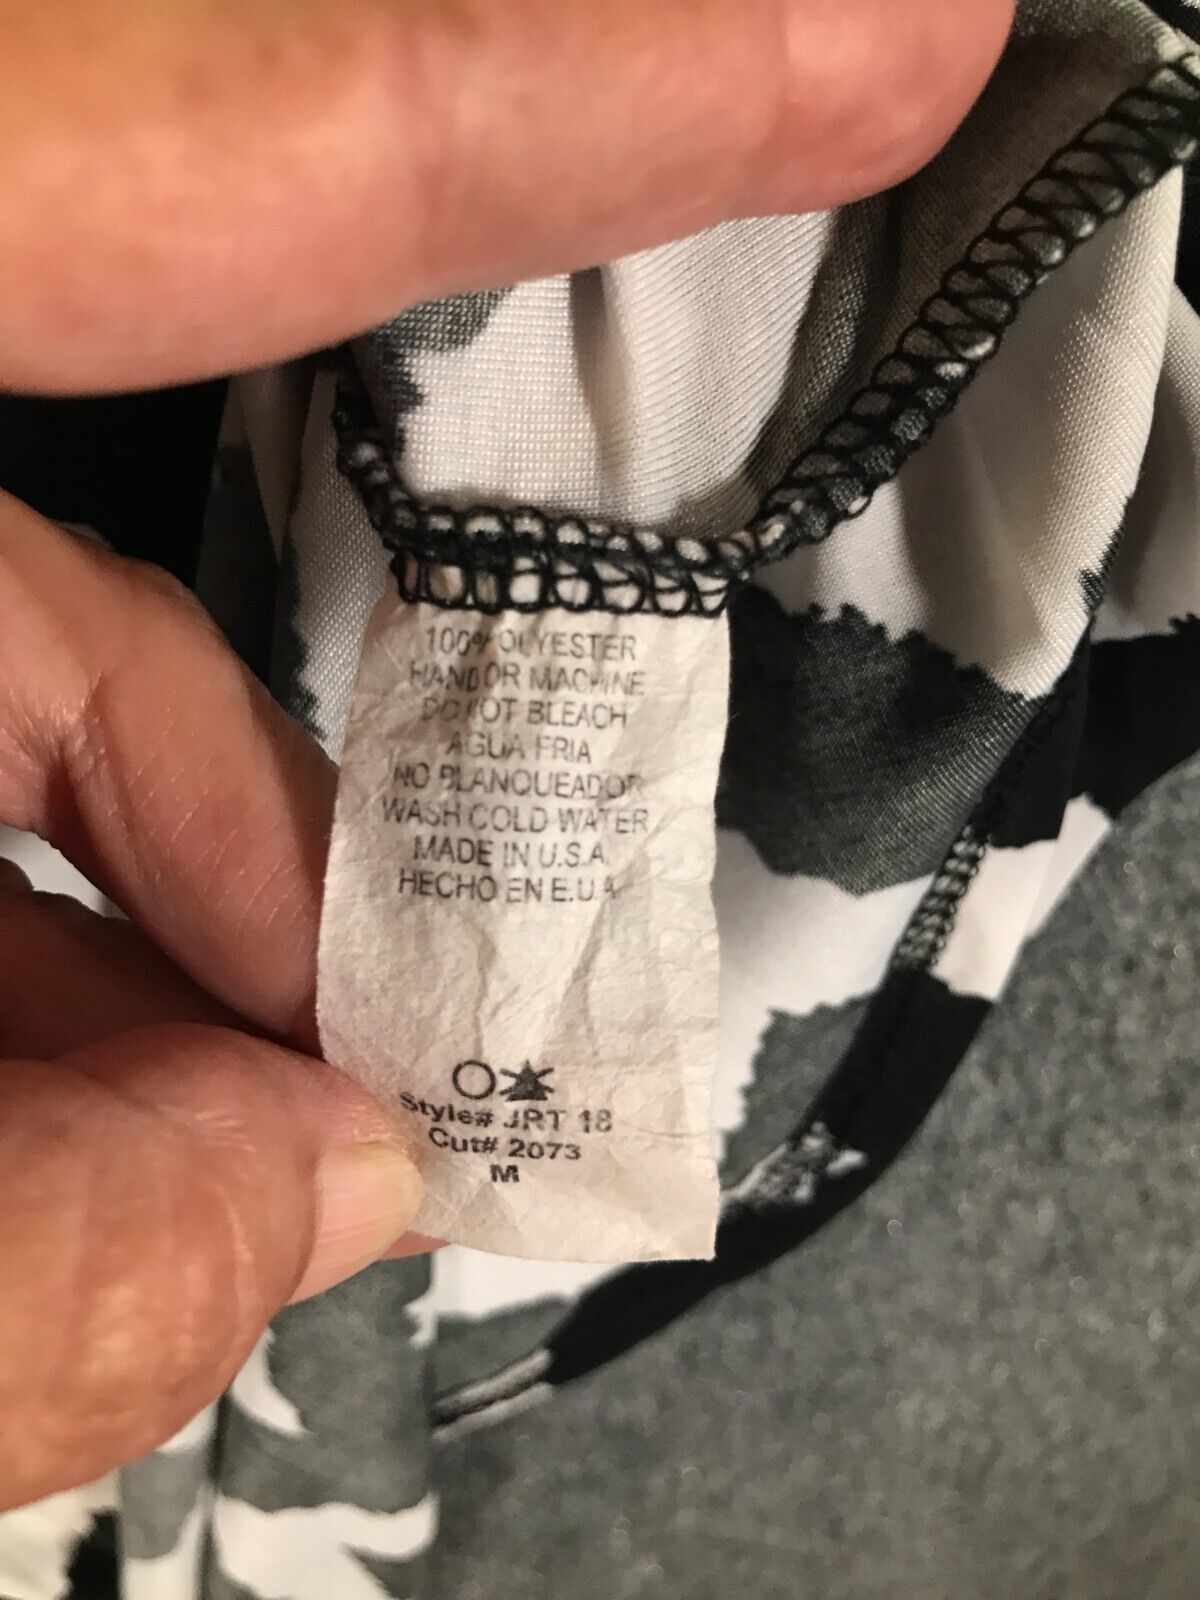 100% POLYESTER
HAND OR MACHINE
DO NOT BLEACH
AGUA FRIA
NO BLANQUEADOR
WASH COLD WATER
MADE IN U.S.A.
HECHO EN E.U.A
Style# JRT 18
Cut# 2073
M